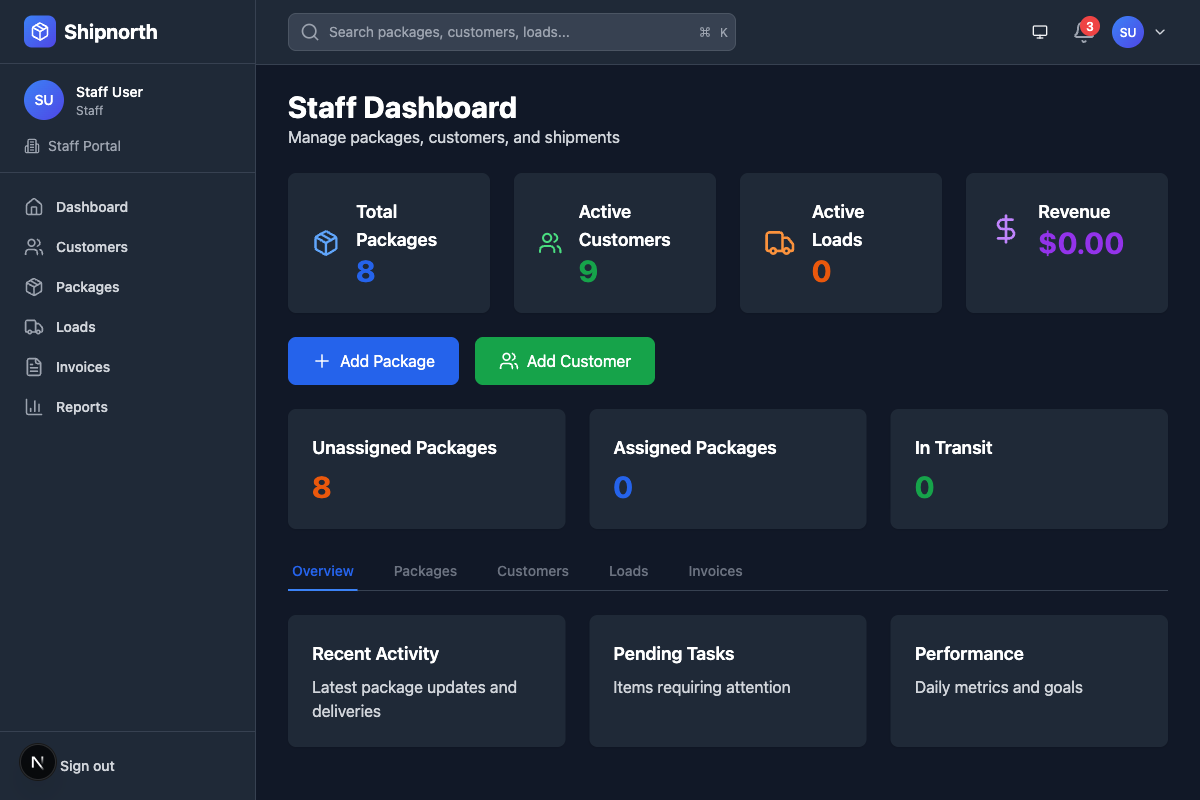 Shipnorth
Search packages, customers, loads...
⌘ K
3
SU
SU
Staff User
Staff
Staff Portal
Dashboard
Customers
Packages
Loads
Invoices
Reports
N
Sign out
Staff Dashboard
Manage packages, customers, and shipments
Total
Packages
8
Active
Customers
9
Active
Loads
0
Revenue
$0.00
Add Package
Add Customer
Unassigned Packages
8
Assigned Packages
0
In Transit
0
Overview
Packages
Customers
Loads
Invoices
Recent Activity
Latest package updates and
deliveries
Pending Tasks
Items requiring attention
Performance
Daily metrics and goals